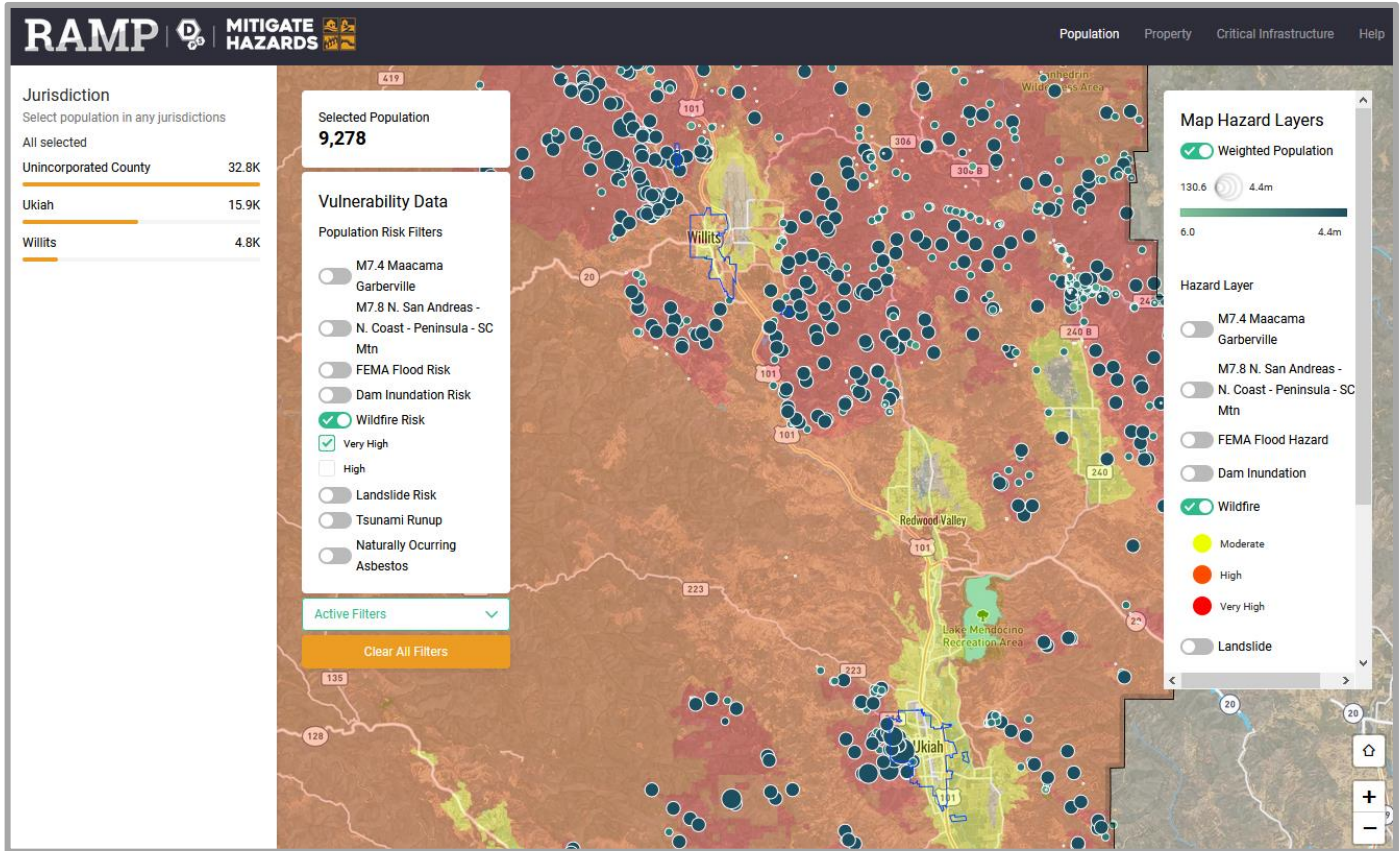 RAMP
MITIGATE
HAZARDS
Population
Property
Critical Infrastructure
Help
Jurisdiction
Select population in any jurisdictions
All selected
Unincorporated County
32.8K
Ukiah
15.9K
Willits
4.8K
Selected Population
9,278
Vulnerability Data
Population Risk Filters
M7.4 Maacama
Garberville
M7.8 N. San Andreas -
N. Coast - Peninsula - SC
Mtn
FEMA Flood Risk
Dam Inundation Risk
Wildfire Risk
Very High
High
Landslide Risk
Tsunami Runup
Naturally Ocurring
Asbestos
Active Filters
Clear All Filters
419
101
306
308 B
Willits
20
240 B
101
101
240
Redwood Valley
101
223
Lake Mendocino
Recreation Area
223
135
128
Ukiah
101
20
20
Map Hazard Layers
Weighted Population
130.6
4.4m
6.0
4.4m
Hazard Layer
M7.4 Maacama
Garberville
M7.8 N. San Andreas -
N. Coast - Peninsula - SC
Mtn
FEMA Flood Hazard
Dam Inundation
Wildfire
Moderate
High
Very High
Landslide